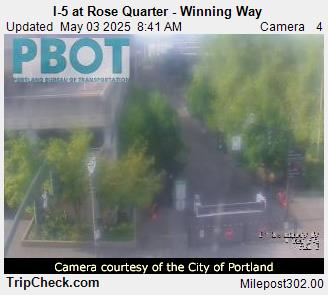 I-5 at Rose Quarter - Winning Way
Updated May 03 2025 8:41 AM Camera 4
PBOT
PORTLAND BUREAU OF TRANSPORTATION
Camera courtesy of the City of Portland
TripCheck.com Milepost302.00